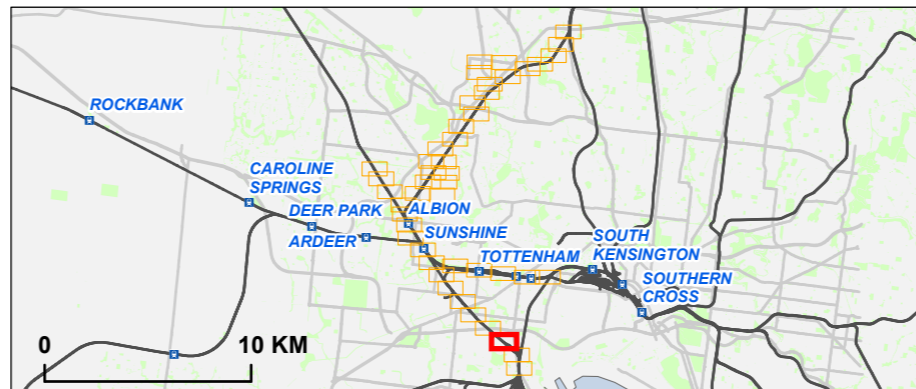 ROCKBANK
CAROLINE
SPRINGS
DEER PARK
ARDEER
ALBION
SUNSHINE
TOTTENHAM
SOUTH
KENSINGTON
SOUTHERN
CROSS
0 10 KM